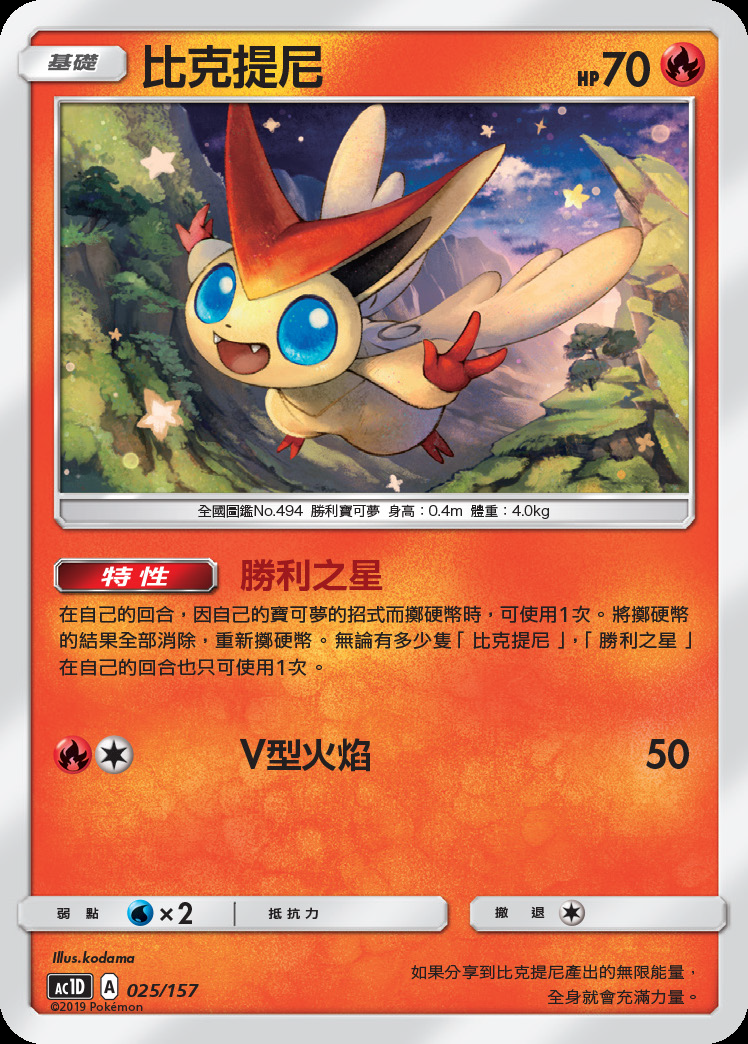 基礎 比克提尼 HP70
全國圖鑑No.494 勝利寶可夢 身高：0.4m 體重：4.0kg
特性 勝利之星
在自己的回合，因自己的寶可夢的招式而擲硬幣時，可使用1次。將擲硬幣
的結果全部消除，重新擲硬幣。無論有多少隻「比克提尼」，「勝利之星」
在自己的回合也只可使用1次。
V型火焰 50
弱點 ×2 抵抗力 撤退
Illus.kodama
AC1D A 025/157
©2019 Pokémon
如果分享到比克提尼產出的無限能量，
全身就會充滿力量。